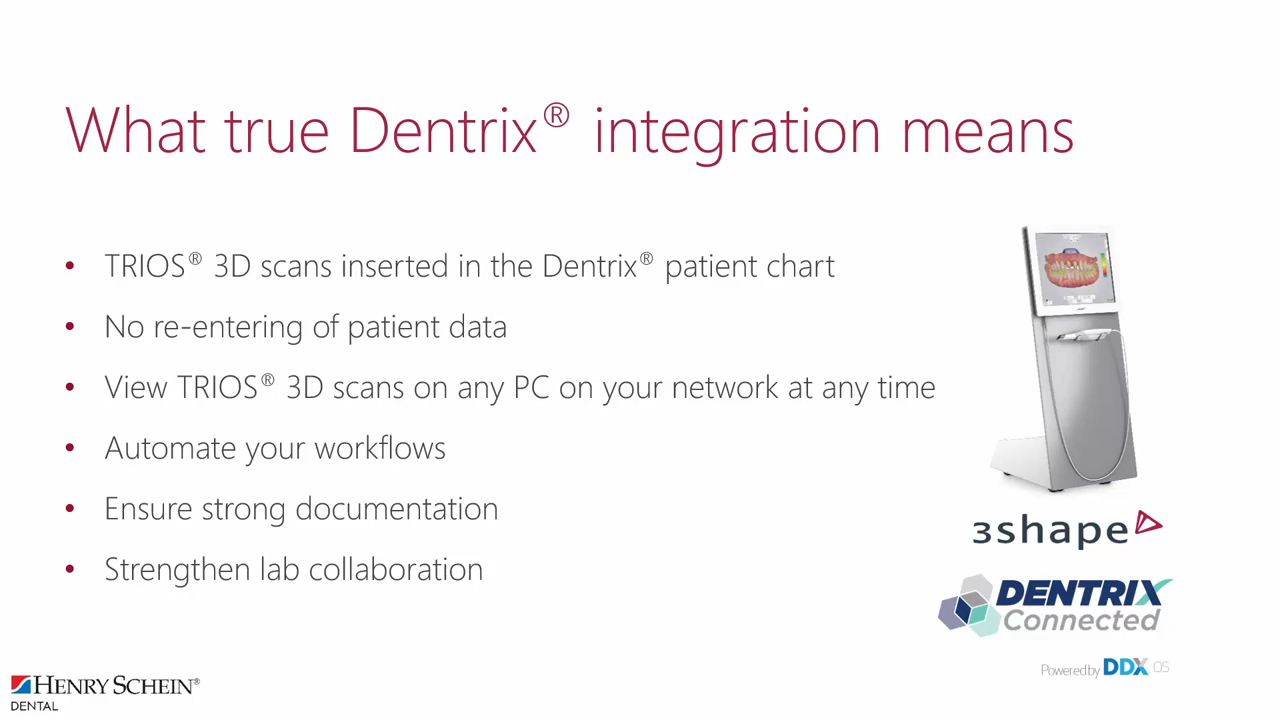 What true Dentrix® integration means
• TRIOS® 3D scans inserted in the Dentrix® patient chart
• No re-entering of patient data
• View TRIOS® 3D scans on any PC on your network at any time
• Automate your workflows
• Ensure strong documentation
• Strengthen lab collaboration
3shape
DENTRIX
Connected
Powered by DDX OS
HENRY SCHEIN®
DENTAL